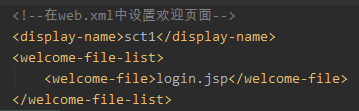 <!--在web.xml中设置欢迎页面-->
<display-name>sct1</display-name>
<welcome-file-list>
    <welcome-file>login.jsp</welcome-file>
</welcome-file-list>